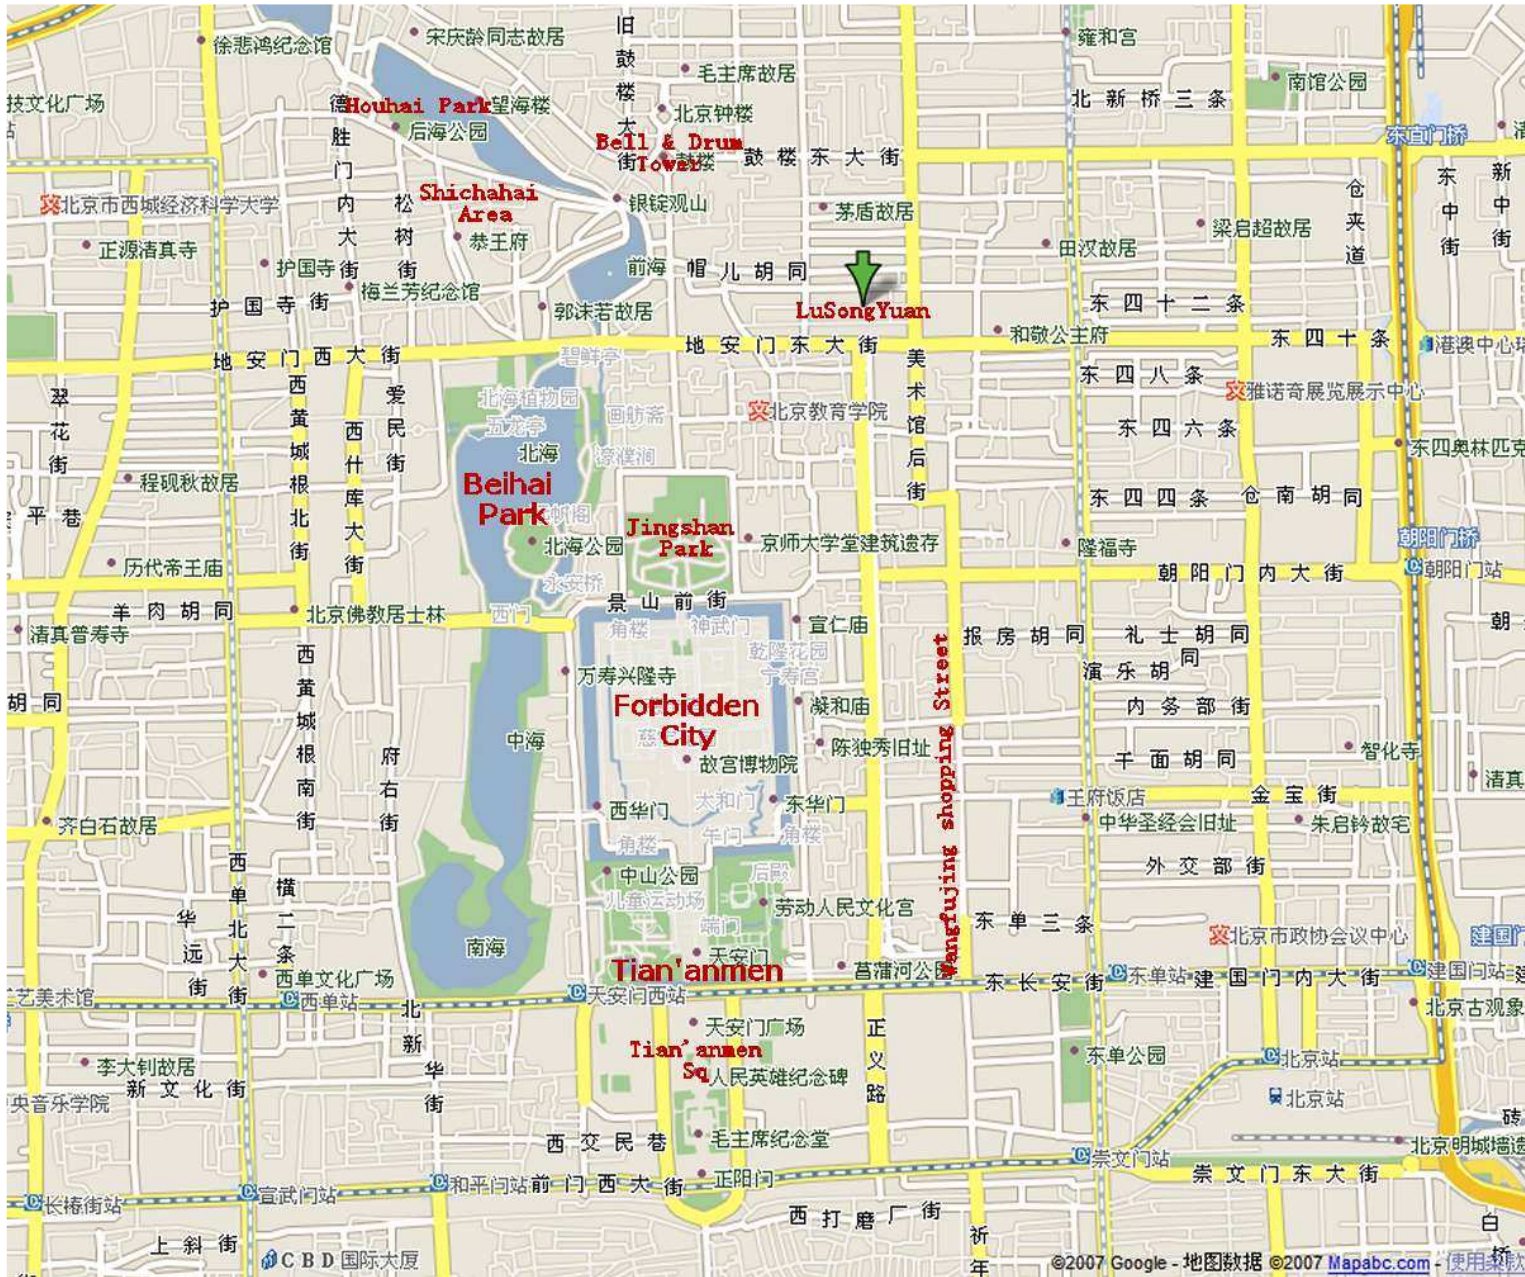 徐悲鸿纪念馆
宋庆龄同志故居
旧鼓楼大街
雍和宫
毛主席故居
南馆公园
技文化广场
德胜门内大街
Houhai Park
望海楼
后海公园
北京钟楼
北新桥三条
东直门桥
Bell & Drum
Tower
鼓楼
鼓楼东大街
北京市西城经济科学大学
松树街
Shichahai
Area
银锭观山
茅盾故居
仓夹道
东中街
新中街
梁启超故居
正源清真寺
恭王府
田汉故居
护国寺
前海
帽儿胡同
梅兰芳纪念馆
护国寺街
郭沫若故居
LuSongYuan
东四十二条
和敬公主府
东四十条
港澳中心
地安门西大街
地安门东大街
美术馆后街
碧鲜亭
翠花街
西黄城根北街
爱民街
北海植物园
画舫斋
北京教育学院
东四八条
雅诺奇展览展示中心
五龙亭
西什库大街
北海
濠濮涧
东四六条
东四奥林匹克
程砚秋故居
Beihai
Park
东四四条
仓南胡同
平巷
Jingshan
Park
北海公园
京师大学堂建筑遗存
隆福寺
朝阳门桥
历代帝王庙
永安桥
朝阳门内大街
朝阳门站
羊肉胡同
北京佛教居士林
西门
景山前街
清真普寿寺
角楼
神武门
宣仁庙
报房胡同
礼士胡同
朝
乾隆花园
宁寿宫
西黄城根南街
万寿兴隆寺
演乐胡同
胡同
Forbidden
City
凝和庙
Wangfujing shopping Street
内务部街
中海
慈
故宫博物院
陈独秀旧址
智化寺
府右街
干面胡同
清真
西华门
太和门
东华门
王府饭店
金宝街
齐白石故居
角楼
午门
角楼
中华圣经会旧址
朱启钤故宅
西单北大街
横二条
中山公园
后殿
外交部街
华远街
儿童运动场
劳动人民文化宫
端门
东单三条
北京市政协会议中心
建国门
南海
天安门
西单文化广场
Tian'anmen
菖蒲河公园
东长安街
东单站
建国门内大街
建国门站
艺美术馆
西单站
天安门西站
北京古观象
北新华街
天安门广场
正义路
Tian'anmen
Sq
李大钊故居
东单公园
北京站
新文化街
人民英雄纪念碑
央音乐学院
北京站
砖
西交民巷
毛主席纪念堂
北京明城墙遗
崇文门站
正阳门
崇文门东大街
长椿街站
宣武门站
和平门站
前门西大街
西打磨厂街
白桥
上斜街
CBD国际大厦
祈年
©2007 Google - 地图数据 ©2007 Mapabc.com - 使用条款